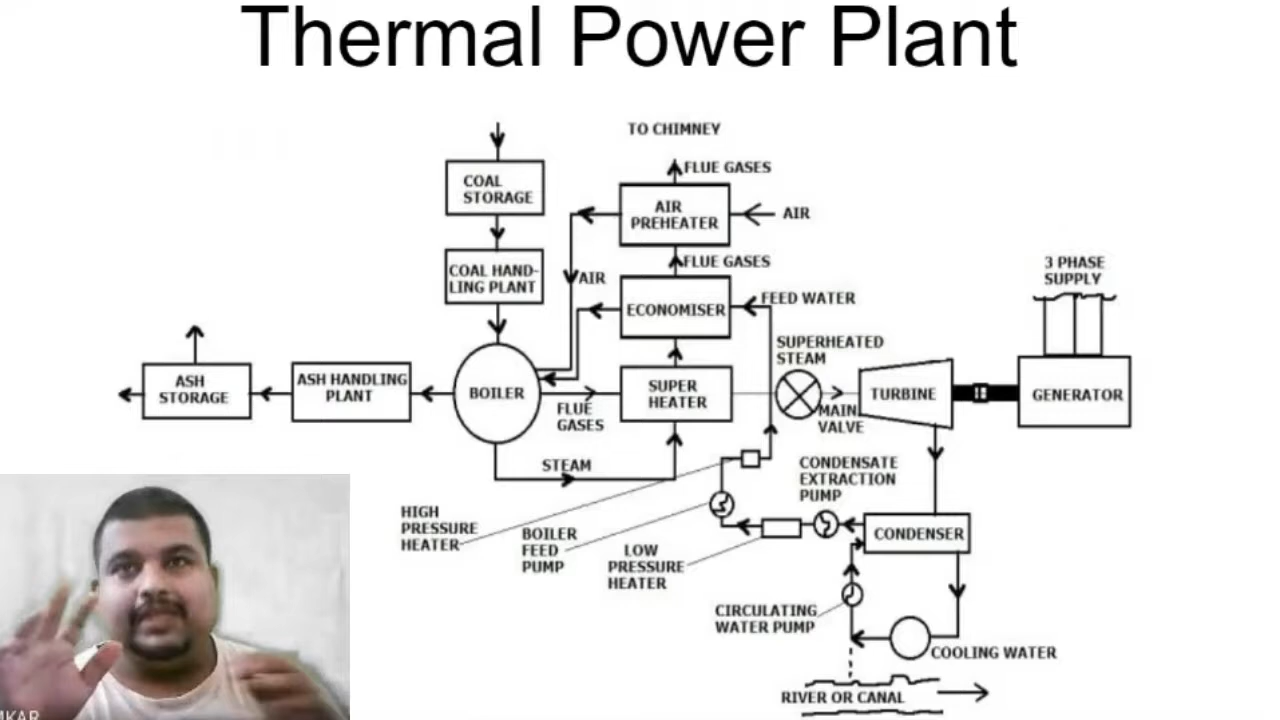 Thermal Power Plant
TO CHIMNEY
FLUE GASES
COAL
STORAGE
AIR
PREHEATER
AIR
COAL HAND-
LING PLANT
AIR
FLUE GASES
ECONOMISER
FEED WATER
3 PHASE
SUPPLY
SUPERHEATED
STEAM
ASH
STORAGE
ASH HANDLING
PLANT
BOILER
FLUE
GASES
SUPER
HEATER
MAIN
VALVE
TURBINE
GENERATOR
STEAM
HIGH
PRESSURE
HEATER
BOILER
FEED
PUMP
LOW
PRESSURE
HEATER
CONDENSATE
EXTRACTION
PUMP
CONDENSER
CIRCULATING
WATER PUMP
COOLING WATER
RIVER OR CANAL